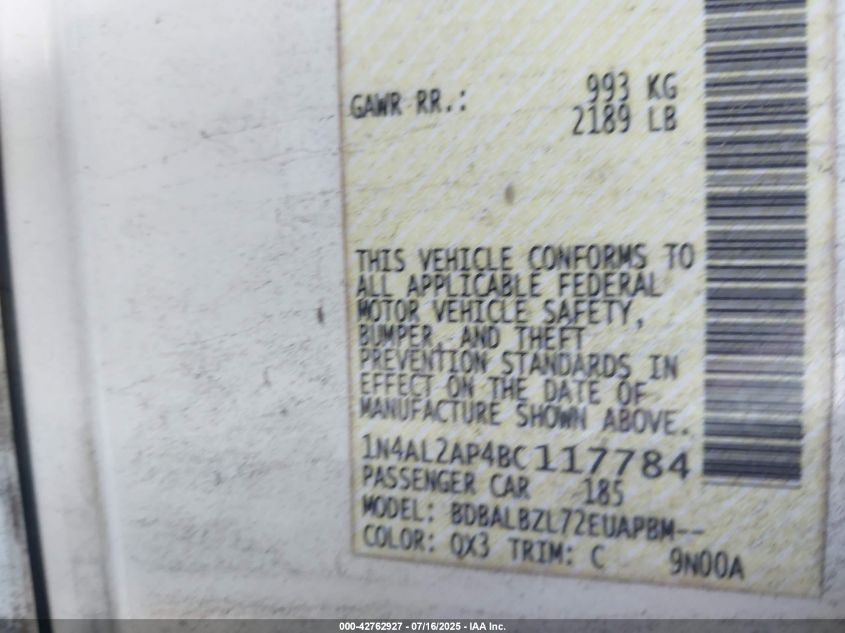 993 KG
GAWR RR.: 2189 LB
THIS VEHICLE CONFORMS TO
ALL APPLICABLE FEDERAL
MOTOR VEHICLE SAFETY,
BUMPER, AND THEFT
PREVENTION STANDARDS IN
EFFECT ON THE DATE OF
MANUFACTURE SHOWN ABOVE.
1N4AL2AP4BC117784
PASSENGER CAR 185
MODEL: BDBALBZL72EUAPBM--
COLOR: QX3 TRIM: C 9N00A
000-42762927 - 07/16/2025 - IAA Inc.